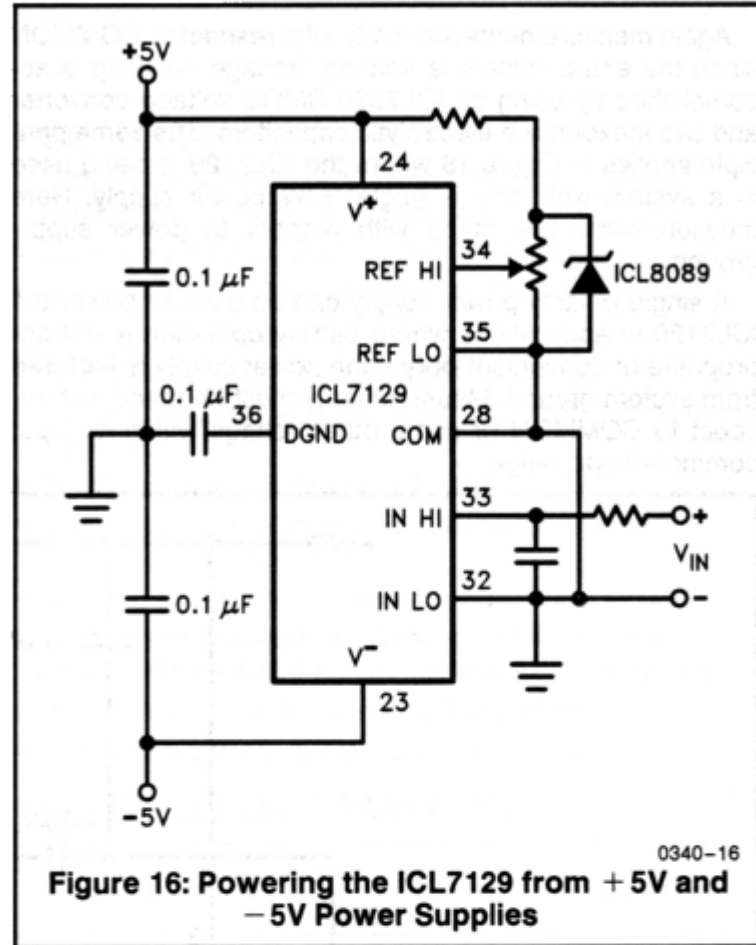 +5V
24
V+
34
REF HI
0.1 μF
ICL8089
35
REF LO
0.1 μF
36
ICL7129
28
DGND
COM
33
IN HI
+
VIN
32
0.1 μF
IN LO
-
V-
23
-5V
0340-16
Figure 16: Powering the ICL7129 from +5V and
-5V Power Supplies